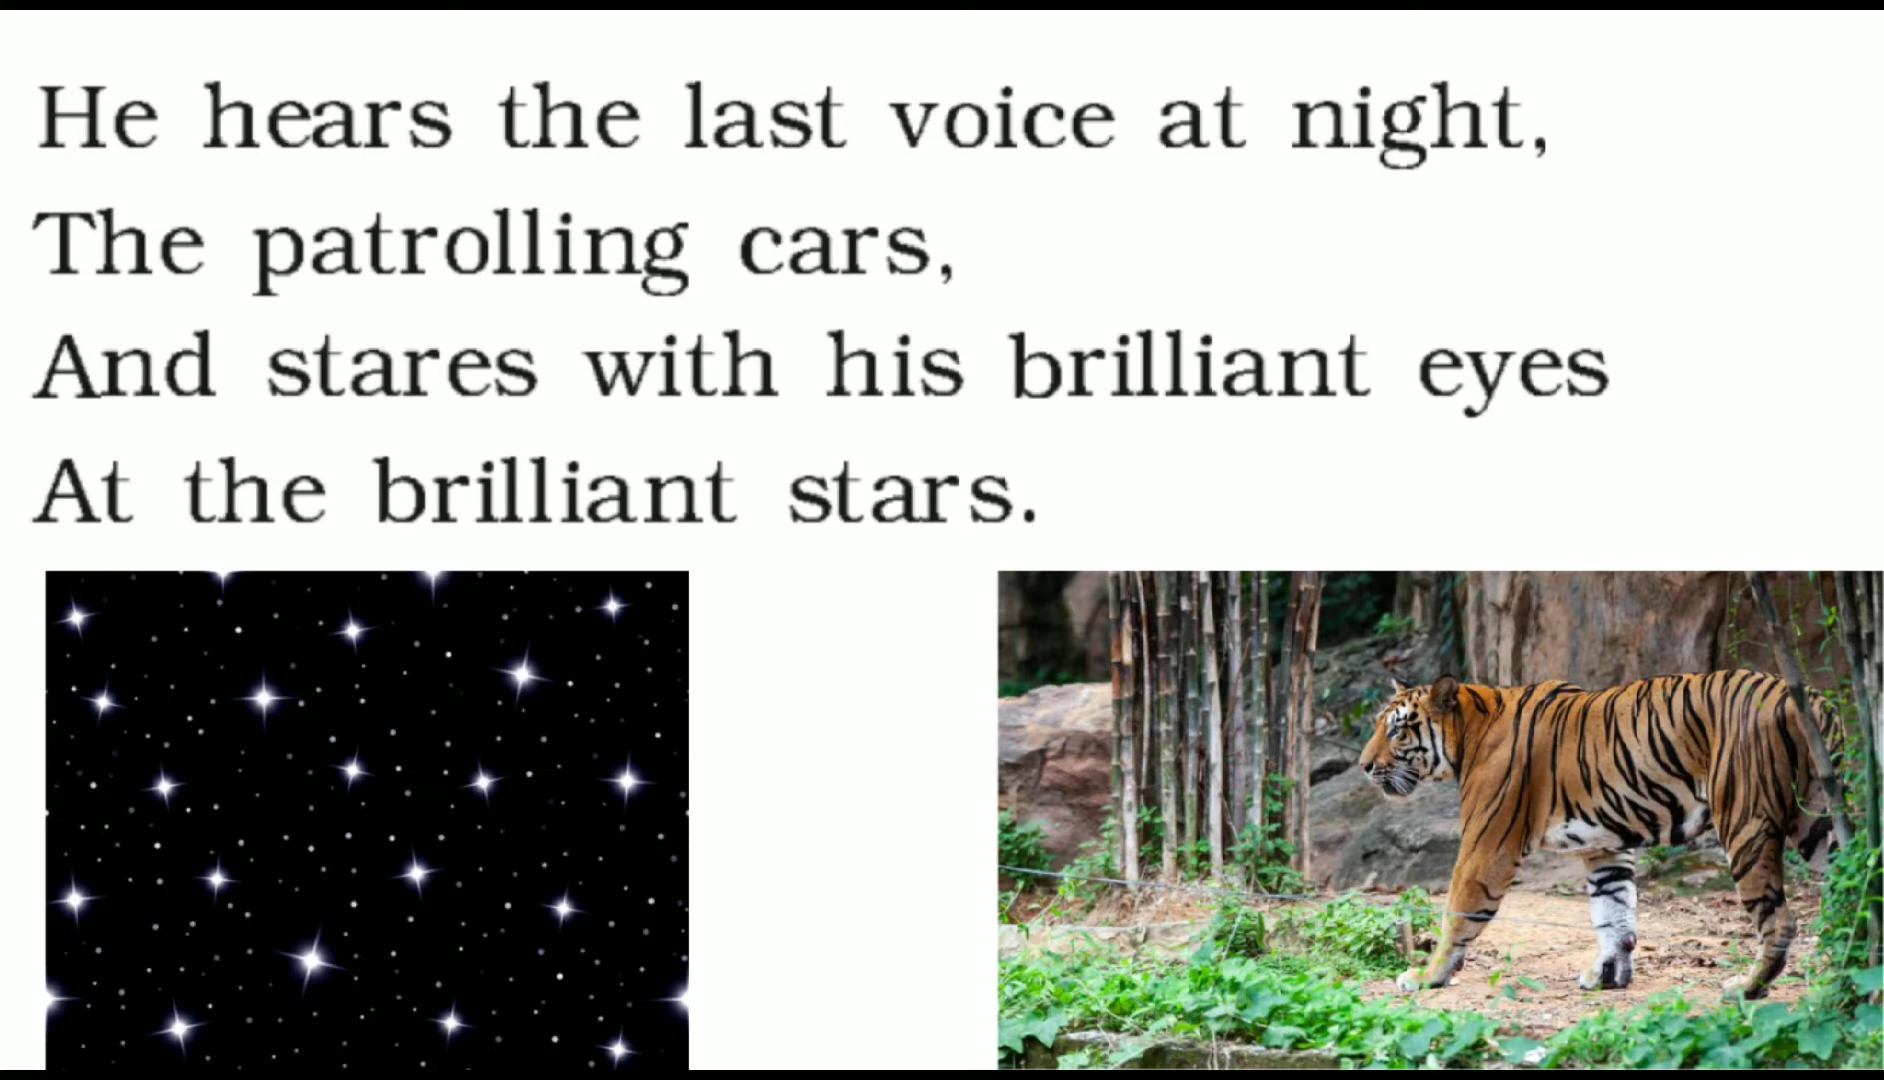 He hears the last voice at night,
The patrolling cars,
And stares with his brilliant eyes
At the brilliant stars.